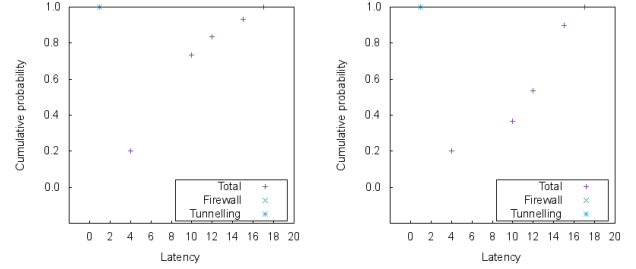 1.0
0.8
0.6
0.4
0.2
0.0
Cumulative probability
Total
Firewall
Tunnelling
0 2 4 6 8 10 12 14 16 18 20
Latency
1.0
0.8
0.6
0.4
0.2
0.0
Cumulative probability
Total
Firewall
Tunnelling
0 2 4 6 8 10 12 14 16 18 20
Latency